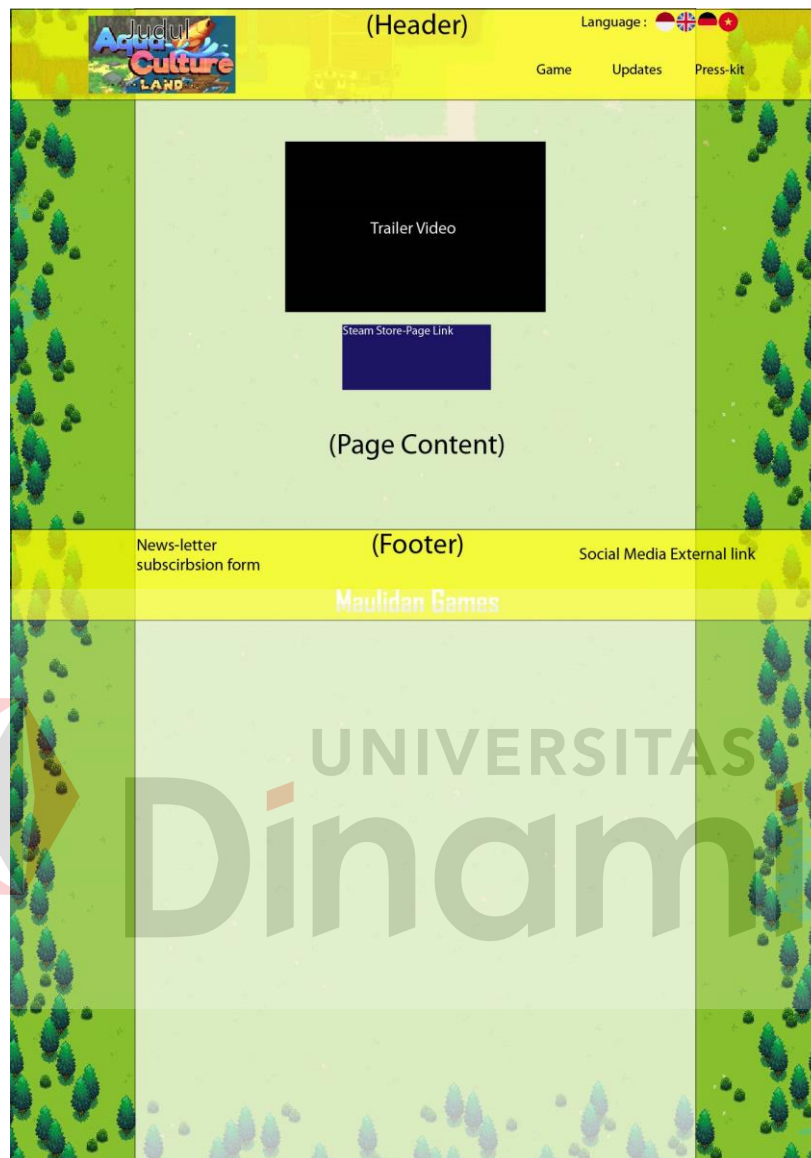 Judul
Aqua
Culture
LAND
(Header)
Language :
Game Updates Press-kit
Trailer Video
Steam Store-Page Link
(Page Content)
News-letter
subscirbsion form
(Footer)
Social Media External link
Maulidan Games
UNIVERSITAS
Dinami